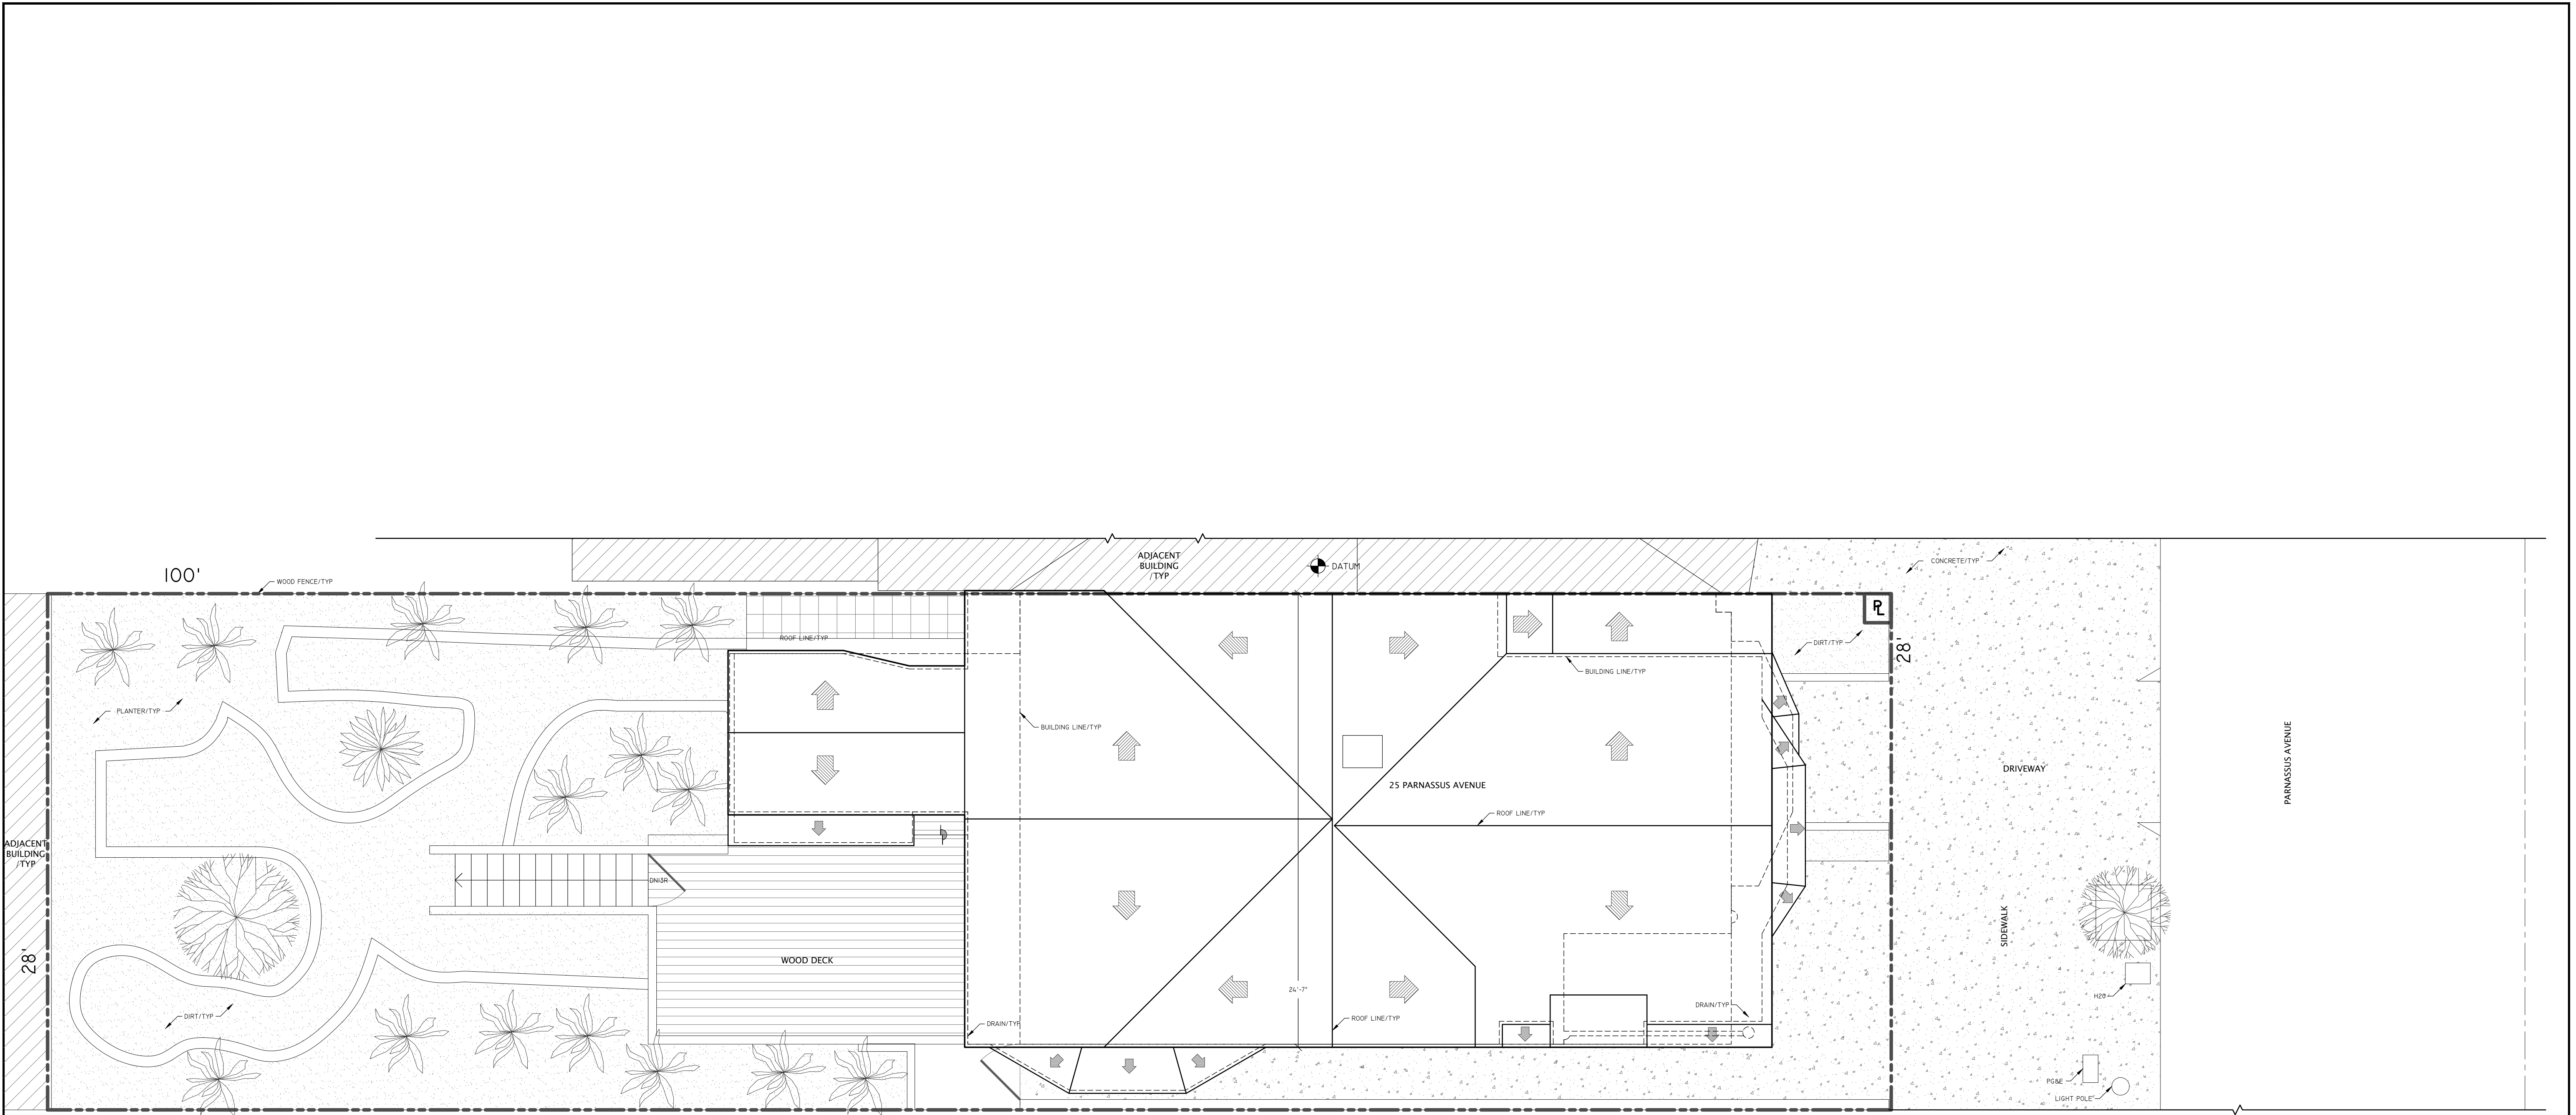 ADJACENT
BUILDING
/TYP
DATUM
CONCRETE/TYP
100'
WOOD FENCE/TYP
PL
ROOF LINE/TYP
DIRT/TYP
28'
BUILDING LINE/TYP
PLANTER/TYP
BUILDING LINE/TYP
PARNASSUS AVENUE
DRIVEWAY
25 PARNASSUS AVENUE
ROOF LINE/TYP
ADJACENT
BUILDING
/TYP
DN13R
SIDEWALK
28'
WOOD DECK
24'-7"
H20
DRAIN/TYP
DIRT/TYP
DRAIN/TYP
ROOF LINE/TYP
PG&E
LIGHT POLE